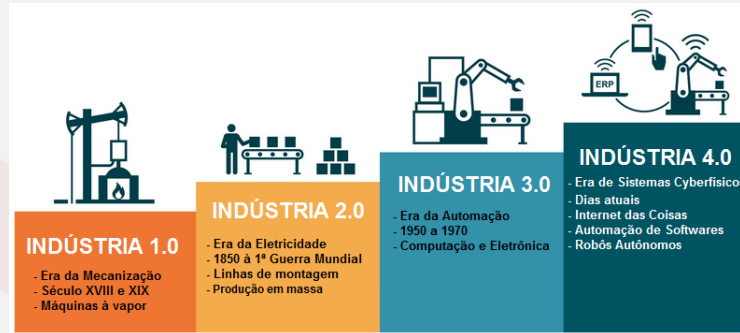 INDÚSTRIA 1.0
- Era da Mecanização
- Século XVIII e XIX
- Máquinas à vapor
INDÚSTRIA 2.0
- Era da Eletricidade
- 1850 à 1ª Guerra Mundial
- Linhas de montagem
- Produção em massa
INDÚSTRIA 3.0
- Era da Automação
- 1950 a 1970
- Computação e Eletrônica
ERP
INDÚSTRIA 4.0
- Era de Sistemas Cyberfísicos
- Dias atuais
- Internet das Coisas
- Automação de Softwares
- Robôs Autônomos